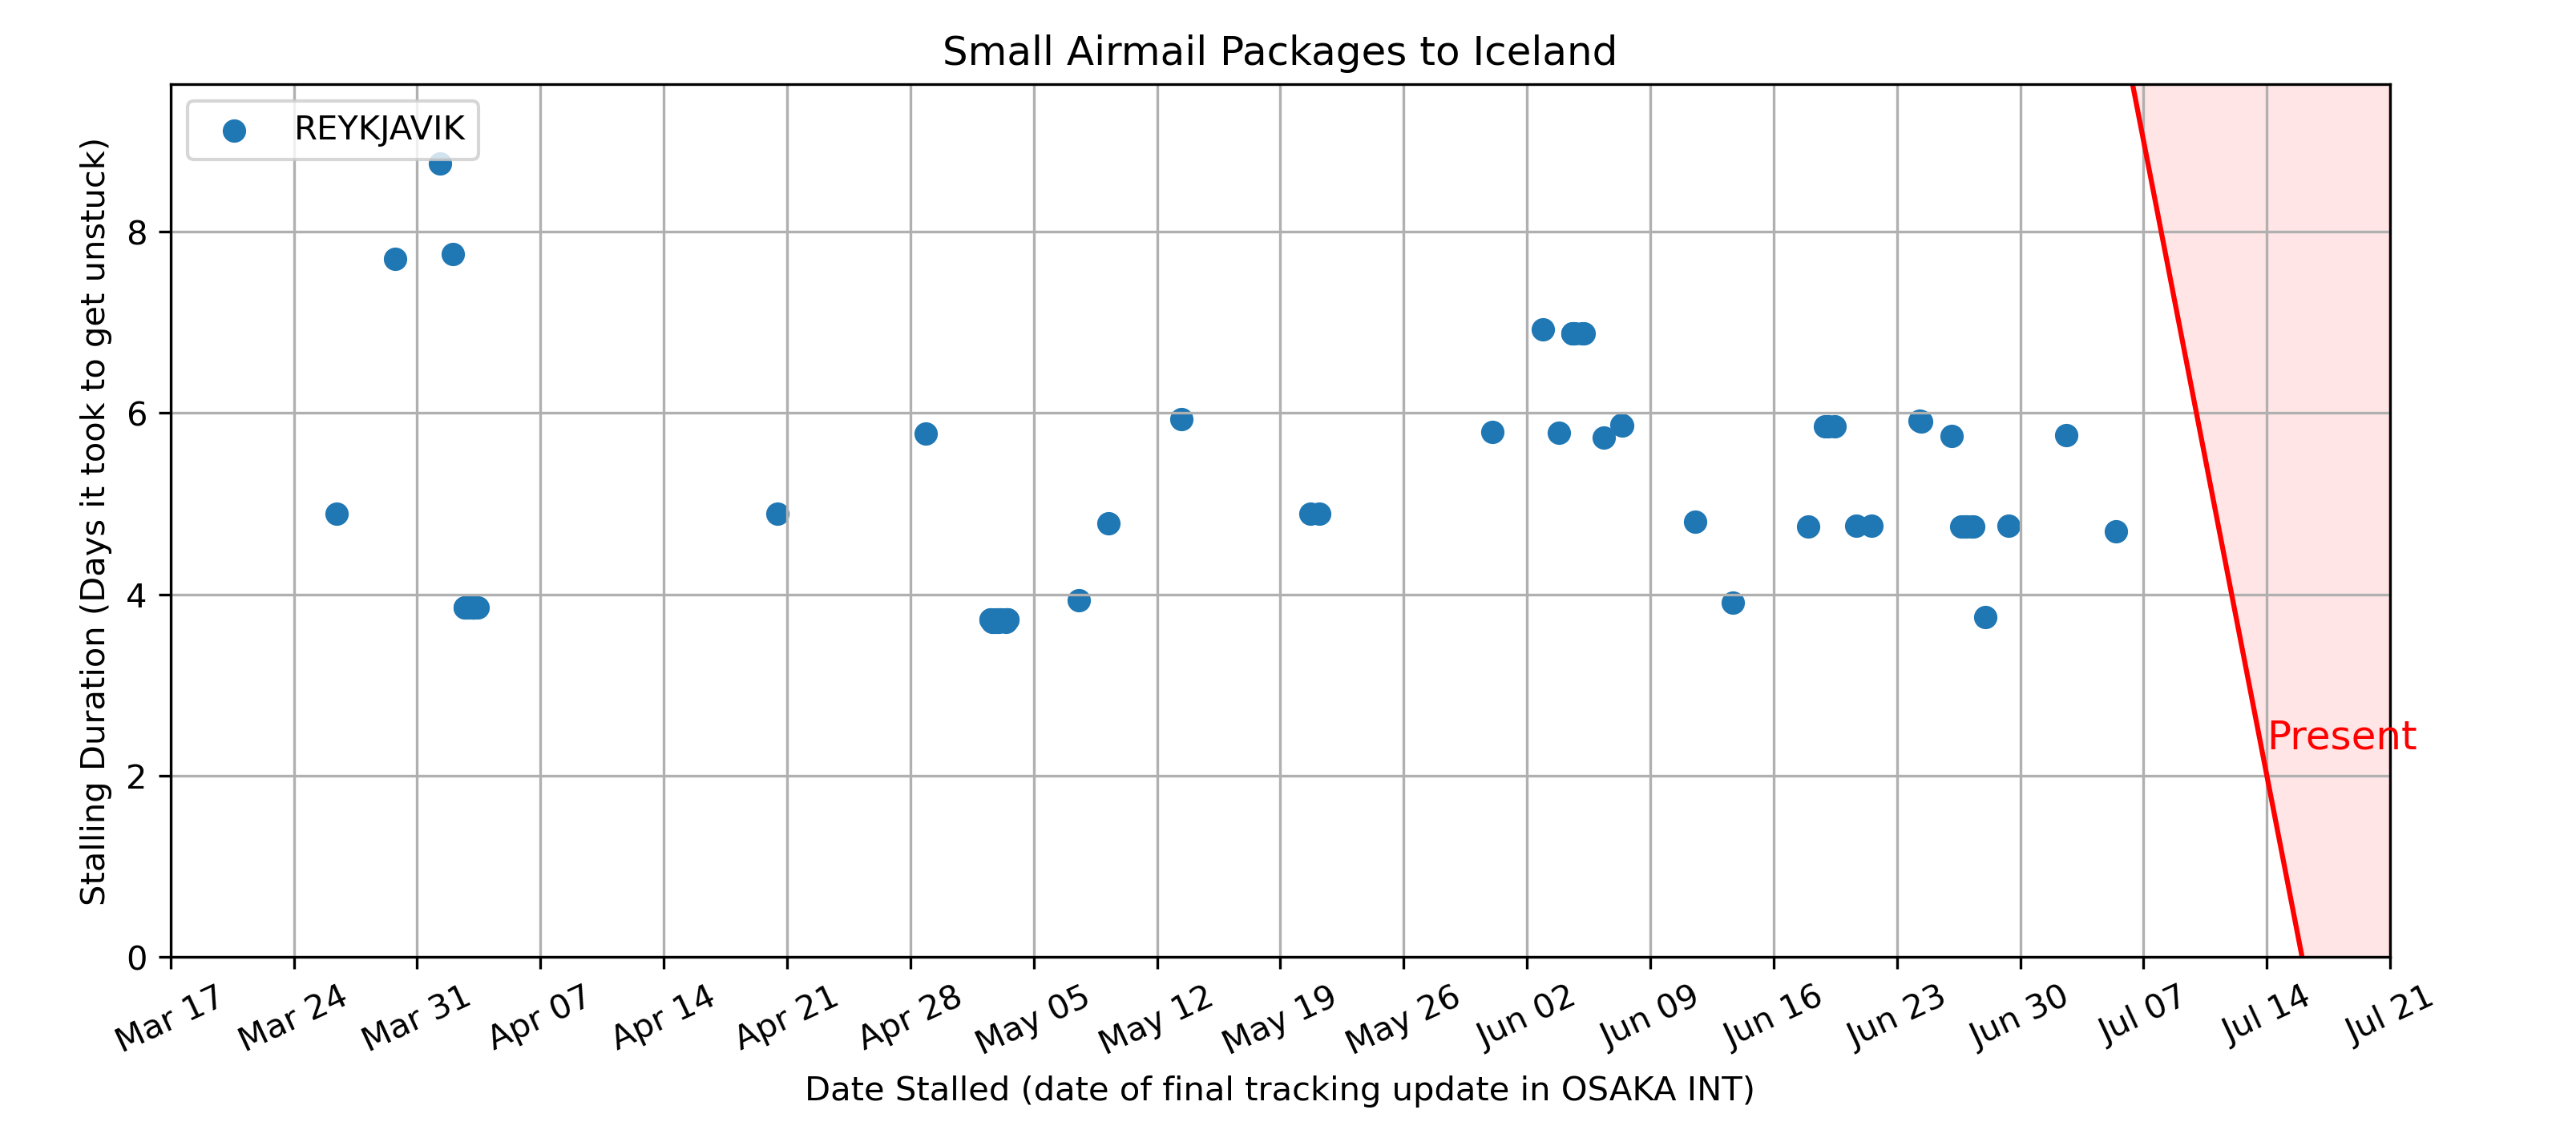 Small Airmail Packages to Iceland
REYKJAVIK
Stalling Duration (Days it took to get unstuck)
8
6
4
2
0
Present
Mar 17
Mar 24
Mar 31
Apr 07
Apr 14
Apr 21
Apr 28
May 05
May 12
May 19
May 26
Jun 02
Jun 09
Jun 16
Jun 23
Jun 30
Jul 07
Jul 14
Jul 21
Date Stalled (date of final tracking update in OSAKA INT)